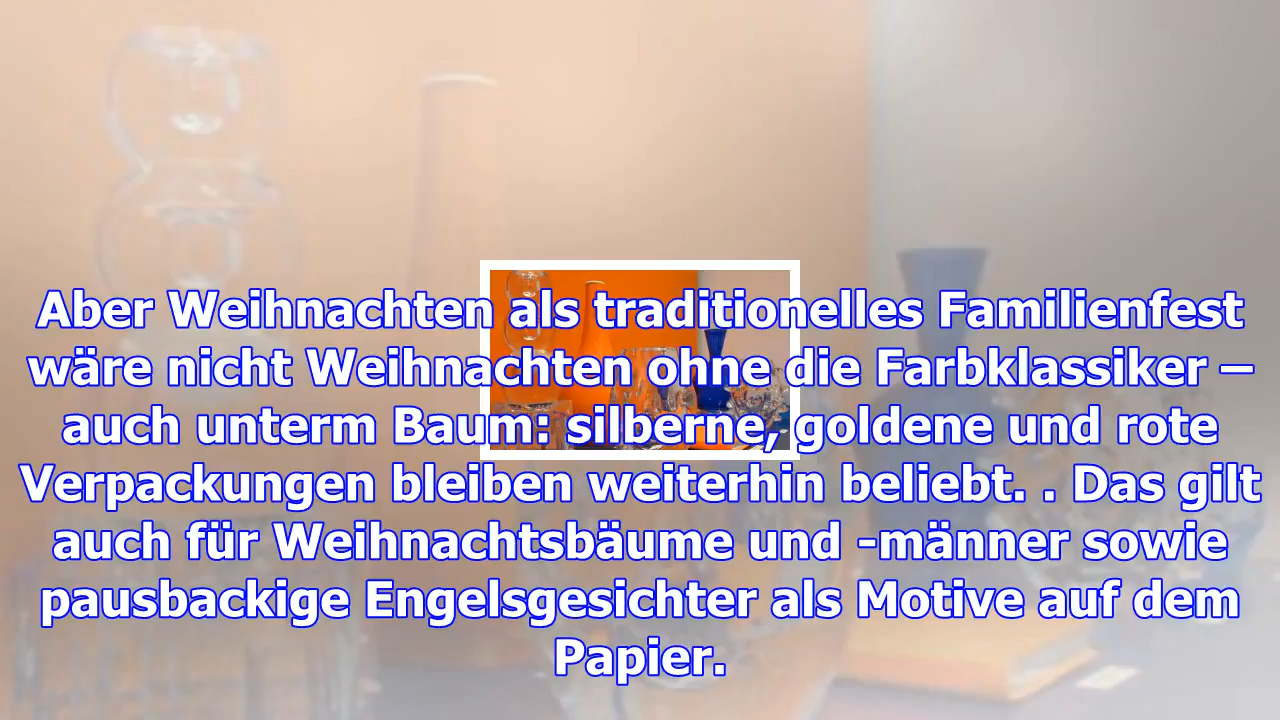 Aber Weihnachten als traditionelles Familienfest
wäre nicht Weihnachten ohne die Farbklassiker –
auch unterm Baum: silberne, goldene und rote
Verpackungen bleiben weiterhin beliebt. . Das gilt
auch für Weihnachtsbäume und -männer sowie
pausbackige Engelsgesichter als Motive auf dem
Papier.